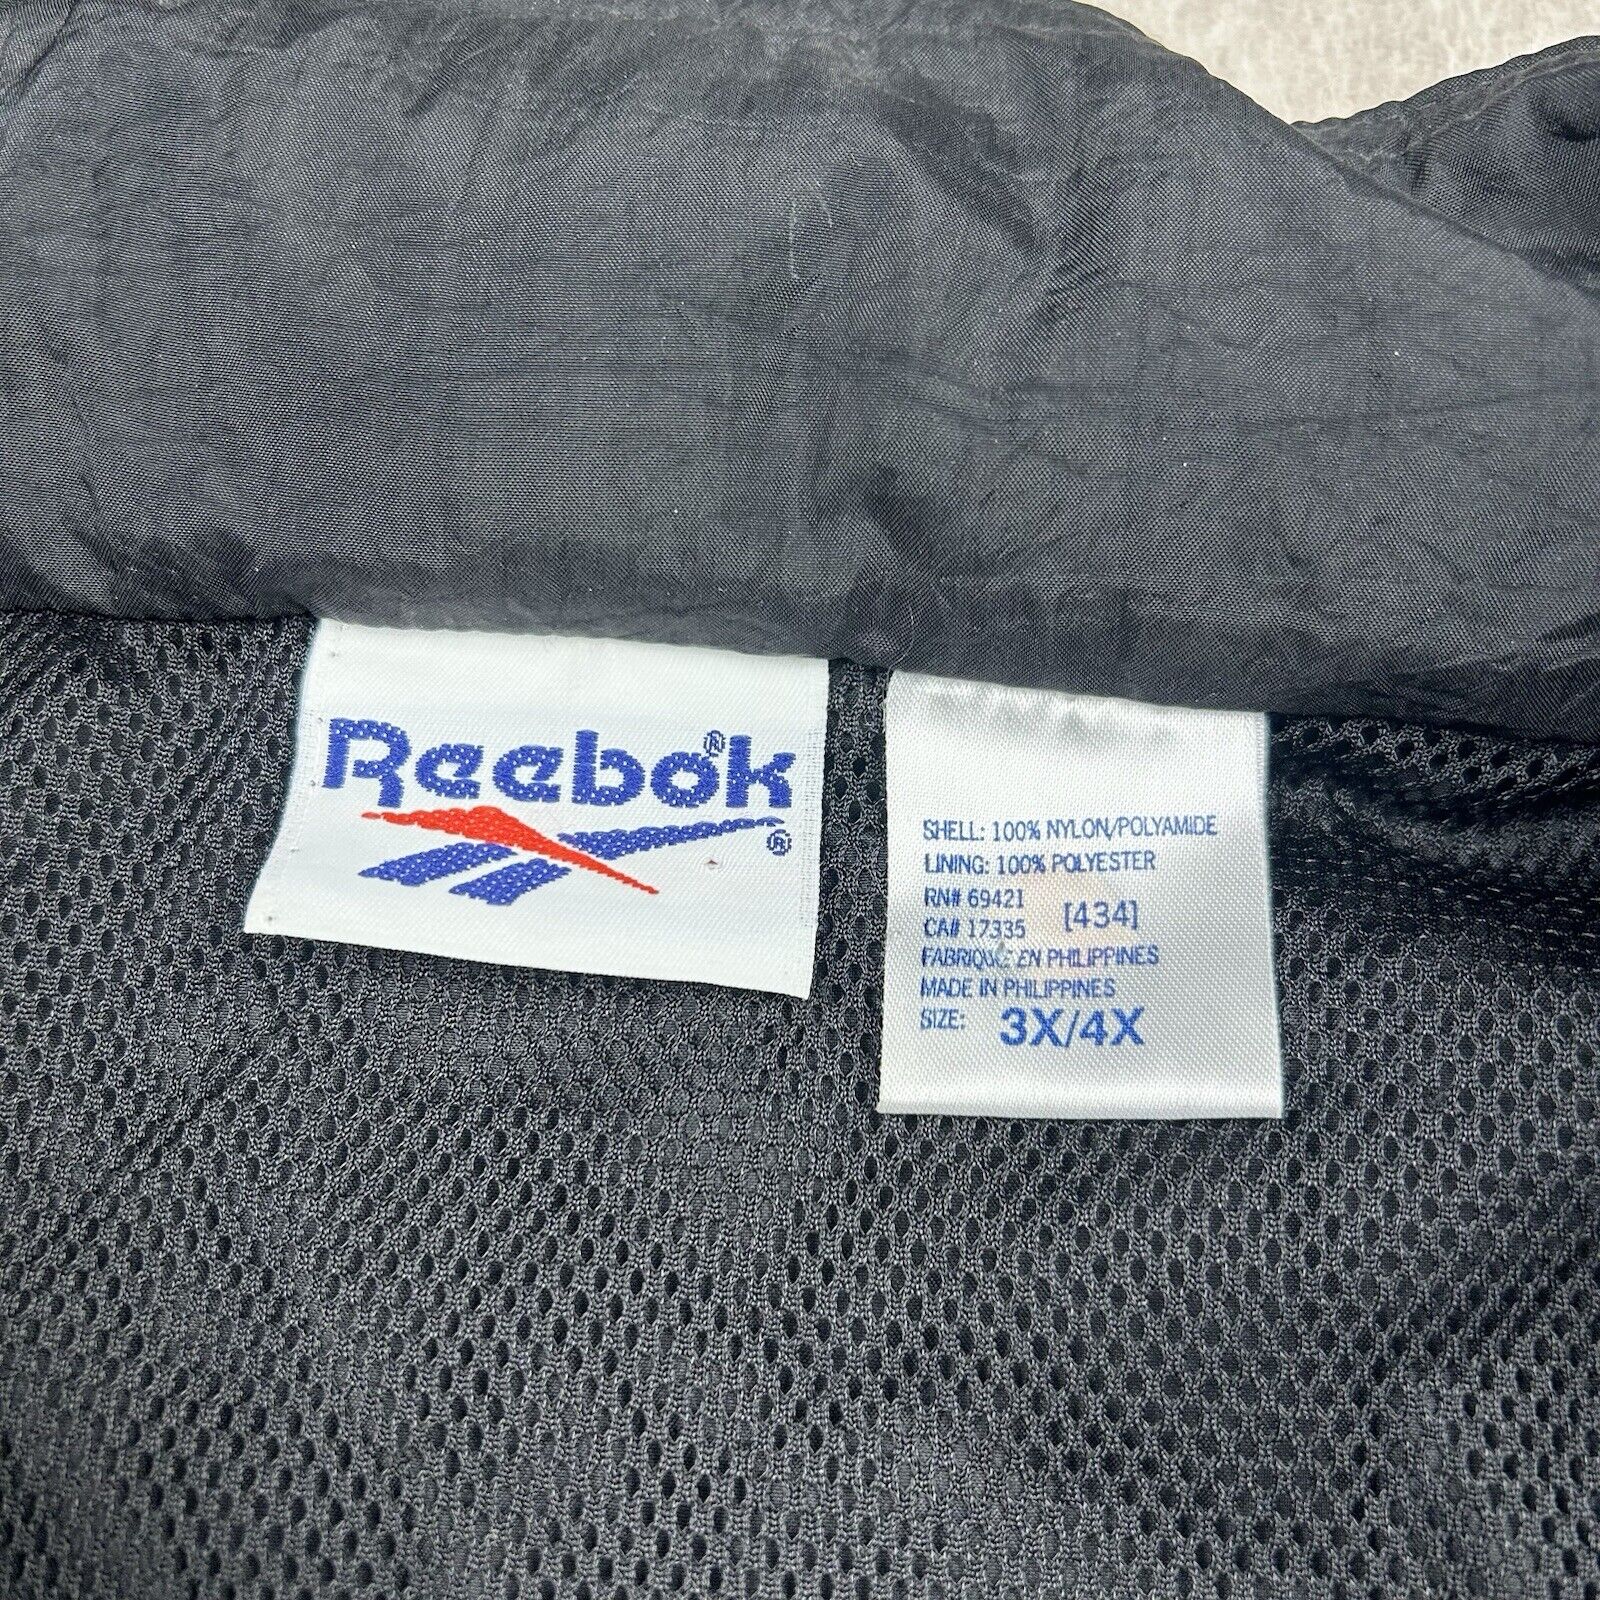 Reebok®
®
SHELL: 100% NYLON/POLYAMIDE
LINING: 100% POLYESTER
RN# 69421
CA# 17335 [434]
FABRIQUE EN PHILIPPINES
MADE IN PHILIPPINES
SIZE: 3X/4X